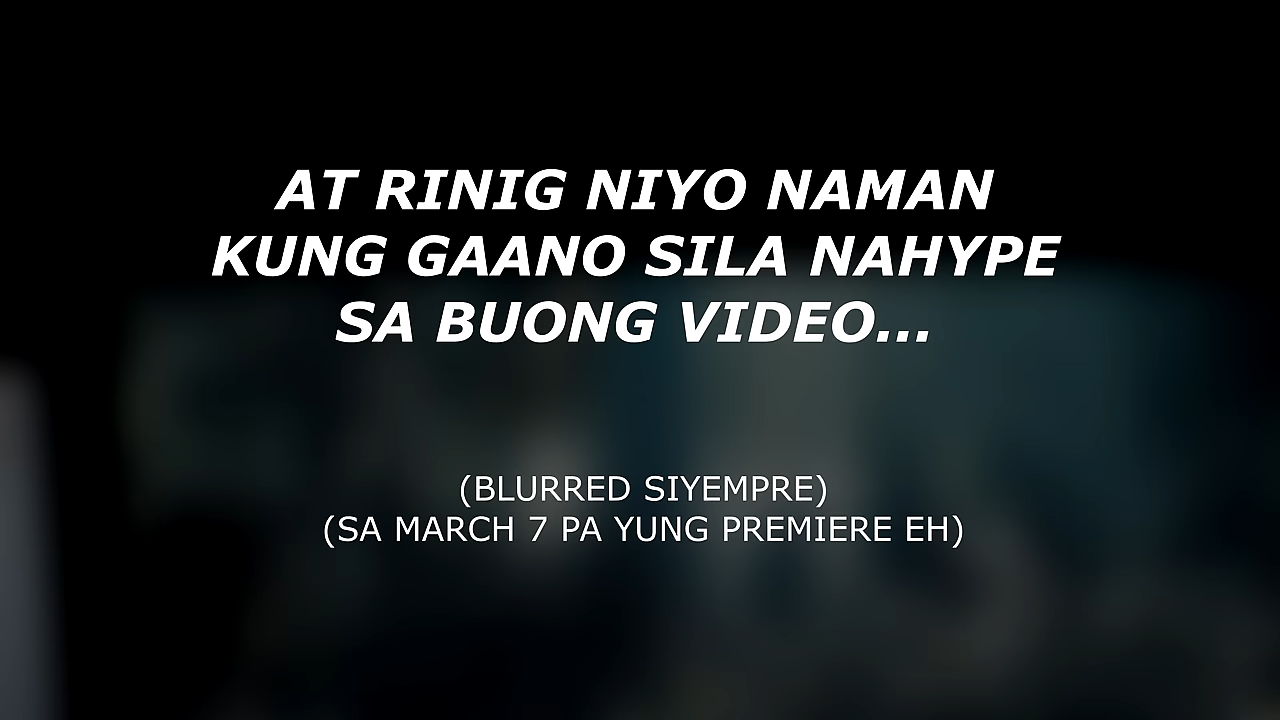 AT RINIG NIYO NAMAN
KUNG GAANO SILA NAHYPE
SA BUONG VIDEO...
(BLURRED SIYEMPRE)
(SA MARCH 7 PA YUNG PREMIERE EH)